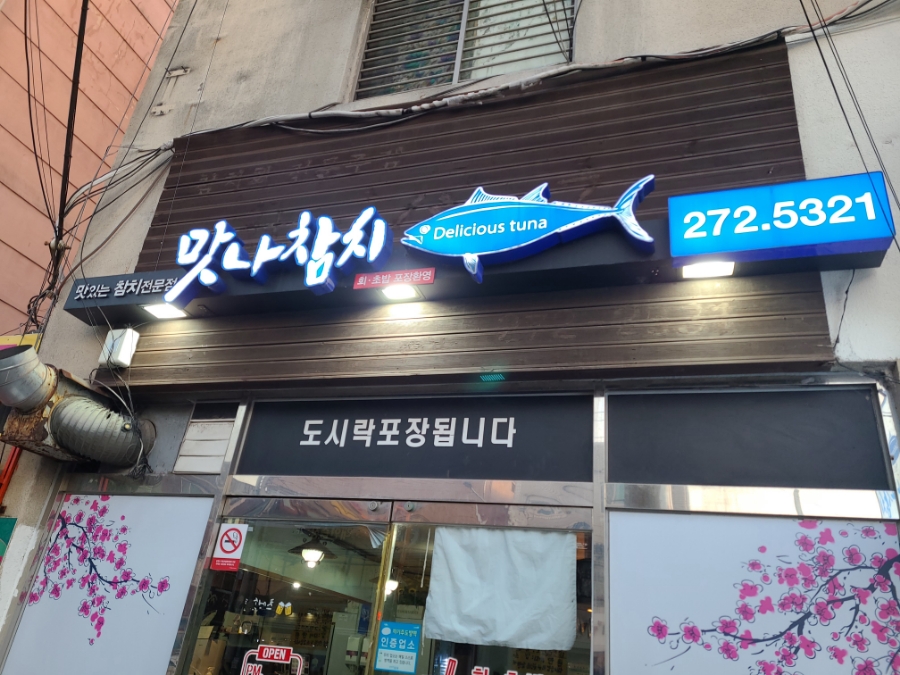 맛있는 참치전문점
맛나참치
회·초밥 포장환영
Delicious tuna
272.5321
도시락포장됩니다
인증업소
OPEN
PM